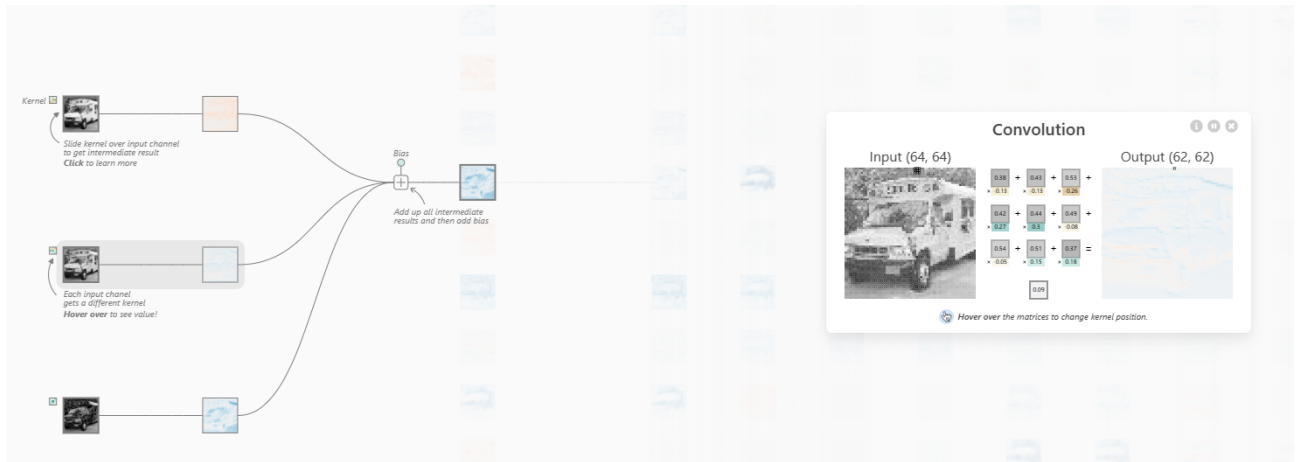 Kernel
Slide kernel over input channel
to get intermediate result
Click to learn more
Each input chanel
gets a different kernel
Hover over to see value!
Bias
Add up all intermediate
results and then add bias
Convolution
Input (64, 64)
Output (62, 62)
0.38 + 0.43 + 0.53 +
× -0.13 × -0.13 × -0.26
0.42 + 0.44 + 0.49 +
× 0.27 × 0.3 × -0.08
0.54 + 0.51 + 0.37 =
× -0.05 × 0.15 × 0.18
0.09
Hover over the matrices to change kernel position.